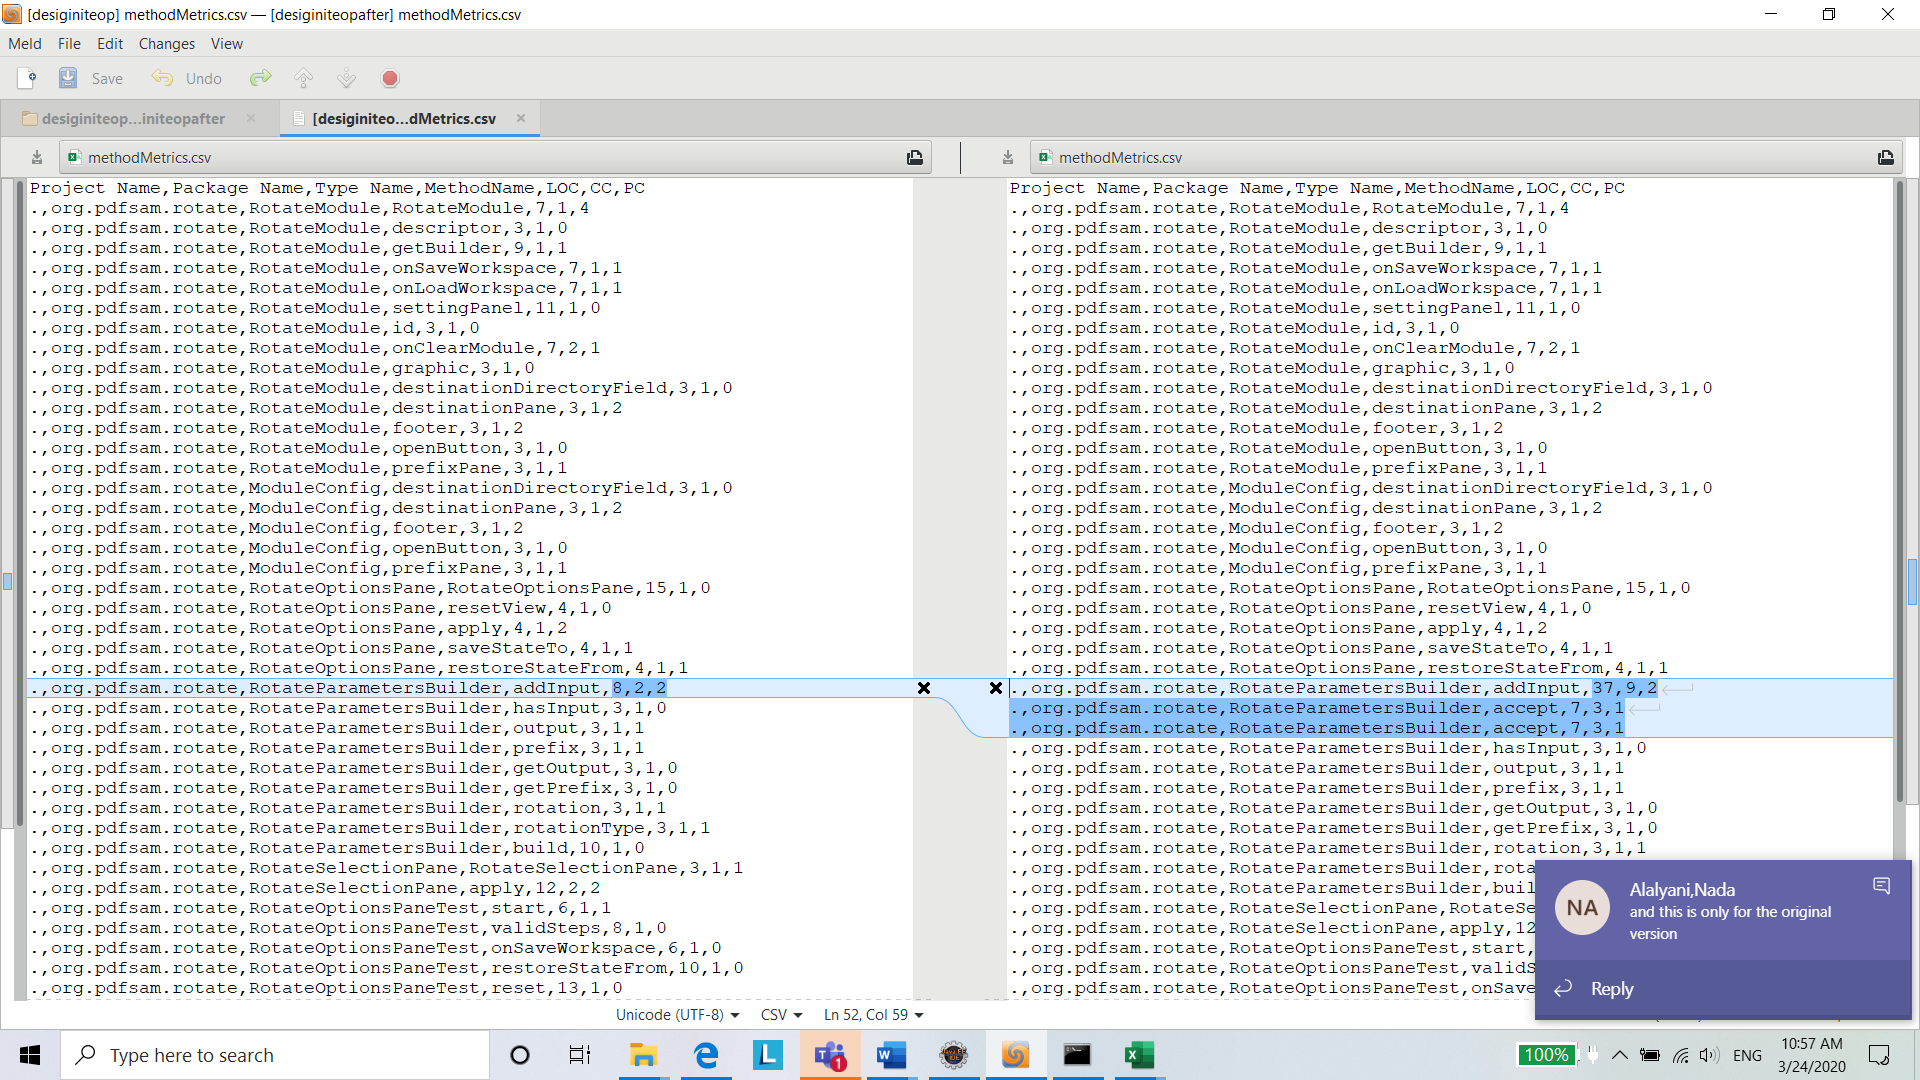 [desiginiteop] methodMetrics.csv — [desiginiteopafter] methodMetrics.csv
Meld File Edit Changes View
Save Undo
desiginiteop...initeopafter
[desiginiteo...dMetrics.csv
methodMetrics.csv
methodMetrics.csv
Project Name,Package Name,Type Name,MethodName,LOC,CC,PC
.,org.pdfsam.rotate,RotateModule,RotateModule,7,1,4
.,org.pdfsam.rotate,RotateModule,descriptor,3,1,0
.,org.pdfsam.rotate,RotateModule,getBuilder,9,1,1
.,org.pdfsam.rotate,RotateModule,onSaveWorkspace,7,1,1
.,org.pdfsam.rotate,RotateModule,onLoadWorkspace,7,1,1
.,org.pdfsam.rotate,RotateModule,settingPanel,11,1,0
.,org.pdfsam.rotate,RotateModule,id,3,1,0
.,org.pdfsam.rotate,RotateModule,onClearModule,7,2,1
.,org.pdfsam.rotate,RotateModule,graphic,3,1,0
.,org.pdfsam.rotate,RotateModule,destinationDirectoryField,3,1,0
.,org.pdfsam.rotate,RotateModule,destinationPane,3,1,2
.,org.pdfsam.rotate,RotateModule,footer,3,1,2
.,org.pdfsam.rotate,RotateModule,openButton,3,1,0
.,org.pdfsam.rotate,RotateModule,prefixPane,3,1,1
.,org.pdfsam.rotate,ModuleConfig,destinationDirectoryField,3,1,0
.,org.pdfsam.rotate,ModuleConfig,destinationPane,3,1,2
.,org.pdfsam.rotate,ModuleConfig,footer,3,1,2
.,org.pdfsam.rotate,ModuleConfig,openButton,3,1,0
.,org.pdfsam.rotate,ModuleConfig,prefixPane,3,1,1
.,org.pdfsam.rotate,RotateOptionsPane,RotateOptionsPane,15,1,0
.,org.pdfsam.rotate,RotateOptionsPane,resetView,4,1,0
.,org.pdfsam.rotate,RotateOptionsPane,apply,4,1,2
.,org.pdfsam.rotate,RotateOptionsPane,saveStateTo,4,1,1
.,org.pdfsam.rotate,RotateOptionsPane,restoreStateFrom,4,1,1
.,org.pdfsam.rotate,RotateParametersBuilder,addInput,8,2,2
.,org.pdfsam.rotate,RotateParametersBuilder,hasInput,3,1,0
.,org.pdfsam.rotate,RotateParametersBuilder,output,3,1,1
.,org.pdfsam.rotate,RotateParametersBuilder,prefix,3,1,1
.,org.pdfsam.rotate,RotateParametersBuilder,getOutput,3,1,0
.,org.pdfsam.rotate,RotateParametersBuilder,getPrefix,3,1,0
.,org.pdfsam.rotate,RotateParametersBuilder,rotation,3,1,1
.,org.pdfsam.rotate,RotateParametersBuilder,rotationType,3,1,1
.,org.pdfsam.rotate,RotateParametersBuilder,build,10,1,0
.,org.pdfsam.rotate,RotateSelectionPane,RotateSelectionPane,3,1,1
.,org.pdfsam.rotate,RotateSelectionPane,apply,12,2,2
.,org.pdfsam.rotate,RotateOptionsPaneTest,start,6,1,1
.,org.pdfsam.rotate,RotateOptionsPaneTest,validSteps,8,1,0
.,org.pdfsam.rotate,RotateOptionsPaneTest,onSaveWorkspace,6,1,0
.,org.pdfsam.rotate,RotateOptionsPaneTest,restoreStateFrom,10,1,0
.,org.pdfsam.rotate,RotateOptionsPaneTest,reset,13,1,0
Project Name,Package Name,Type Name,MethodName,LOC,CC,PC
.,org.pdfsam.rotate,RotateModule,RotateModule,7,1,4
.,org.pdfsam.rotate,RotateModule,descriptor,3,1,0
.,org.pdfsam.rotate,RotateModule,getBuilder,9,1,1
.,org.pdfsam.rotate,RotateModule,onSaveWorkspace,7,1,1
.,org.pdfsam.rotate,RotateModule,onLoadWorkspace,7,1,1
.,org.pdfsam.rotate,RotateModule,settingPanel,11,1,0
.,org.pdfsam.rotate,RotateModule,id,3,1,0
.,org.pdfsam.rotate,RotateModule,onClearModule,7,2,1
.,org.pdfsam.rotate,RotateModule,graphic,3,1,0
.,org.pdfsam.rotate,RotateModule,destinationDirectoryField,3,1,0
.,org.pdfsam.rotate,RotateModule,destinationPane,3,1,2
.,org.pdfsam.rotate,RotateModule,footer,3,1,2
.,org.pdfsam.rotate,RotateModule,openButton,3,1,0
.,org.pdfsam.rotate,RotateModule,prefixPane,3,1,1
.,org.pdfsam.rotate,ModuleConfig,destinationDirectoryField,3,1,0
.,org.pdfsam.rotate,ModuleConfig,destinationPane,3,1,2
.,org.pdfsam.rotate,ModuleConfig,footer,3,1,2
.,org.pdfsam.rotate,ModuleConfig,openButton,3,1,0
.,org.pdfsam.rotate,ModuleConfig,prefixPane,3,1,1
.,org.pdfsam.rotate,RotateOptionsPane,RotateOptionsPane,15,1,0
.,org.pdfsam.rotate,RotateOptionsPane,resetView,4,1,0
.,org.pdfsam.rotate,RotateOptionsPane,apply,4,1,2
.,org.pdfsam.rotate,RotateOptionsPane,saveStateTo,4,1,1
.,org.pdfsam.rotate,RotateOptionsPane,restoreStateFrom,4,1,1
.,org.pdfsam.rotate,RotateParametersBuilder,addInput,37,9,2
.,org.pdfsam.rotate,RotateParametersBuilder,accept,7,3,1
.,org.pdfsam.rotate,RotateParametersBuilder,accept,7,3,1
.,org.pdfsam.rotate,RotateParametersBuilder,hasInput,3,1,0
.,org.pdfsam.rotate,RotateParametersBuilder,output,3,1,1
.,org.pdfsam.rotate,RotateParametersBuilder,prefix,3,1,1
.,org.pdfsam.rotate,RotateParametersBuilder,getOutput,3,1,0
.,org.pdfsam.rotate,RotateParametersBuilder,getPrefix,3,1,0
.,org.pdfsam.rotate,RotateParametersBuilder,rotation,3,1,1
.,org.pdfsam.rotate,RotateParametersBuilder,rota
.,org.pdfsam.rotate,RotateParametersBuilder,buil
.,org.pdfsam.rotate,RotateSelectionPane,RotateSe
.,org.pdfsam.rotate,RotateSelectionPane,apply,12
.,org.pdfsam.rotate,RotateOptionsPaneTest,start,
.,org.pdfsam.rotate,RotateOptionsPaneTest,validS
.,org.pdfsam.rotate,RotateOptionsPaneTest,onSave
NA
Alalyani,Nada
and this is only for the original
version
Reply
Unicode (UTF-8) CSV Ln 52, Col 59
Type here to search
1
100%
ENG
10:57 AM
3/24/2020